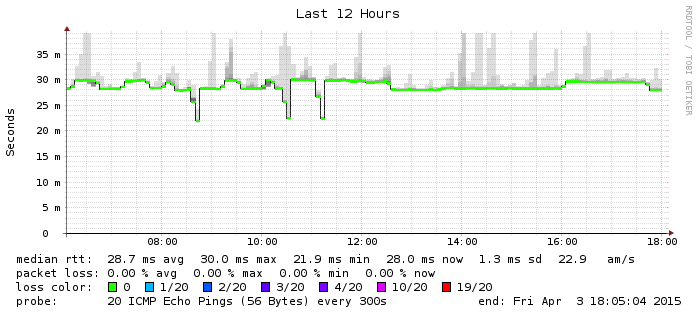 Last 12 Hours
RRDTOOL / TOBI OETIKER
Seconds
35 m
30 m
25 m
20 m
15 m
10 m
5 m
0
08:00 10:00 12:00 14:00 16:00 18:00
median rtt: 28.7 ms avg 30.0 ms max 21.9 ms min 28.0 ms now 1.3 ms sd 22.9 am/s
packet loss: 0.00 % avg 0.00 % max 0.00 % min 0.00 % now
loss color: 0 1/20 2/20 3/20 4/20 10/20 19/20
probe: 20 ICMP Echo Pings (56 Bytes) every 300s end: Fri Apr 3 18:05:04 2015